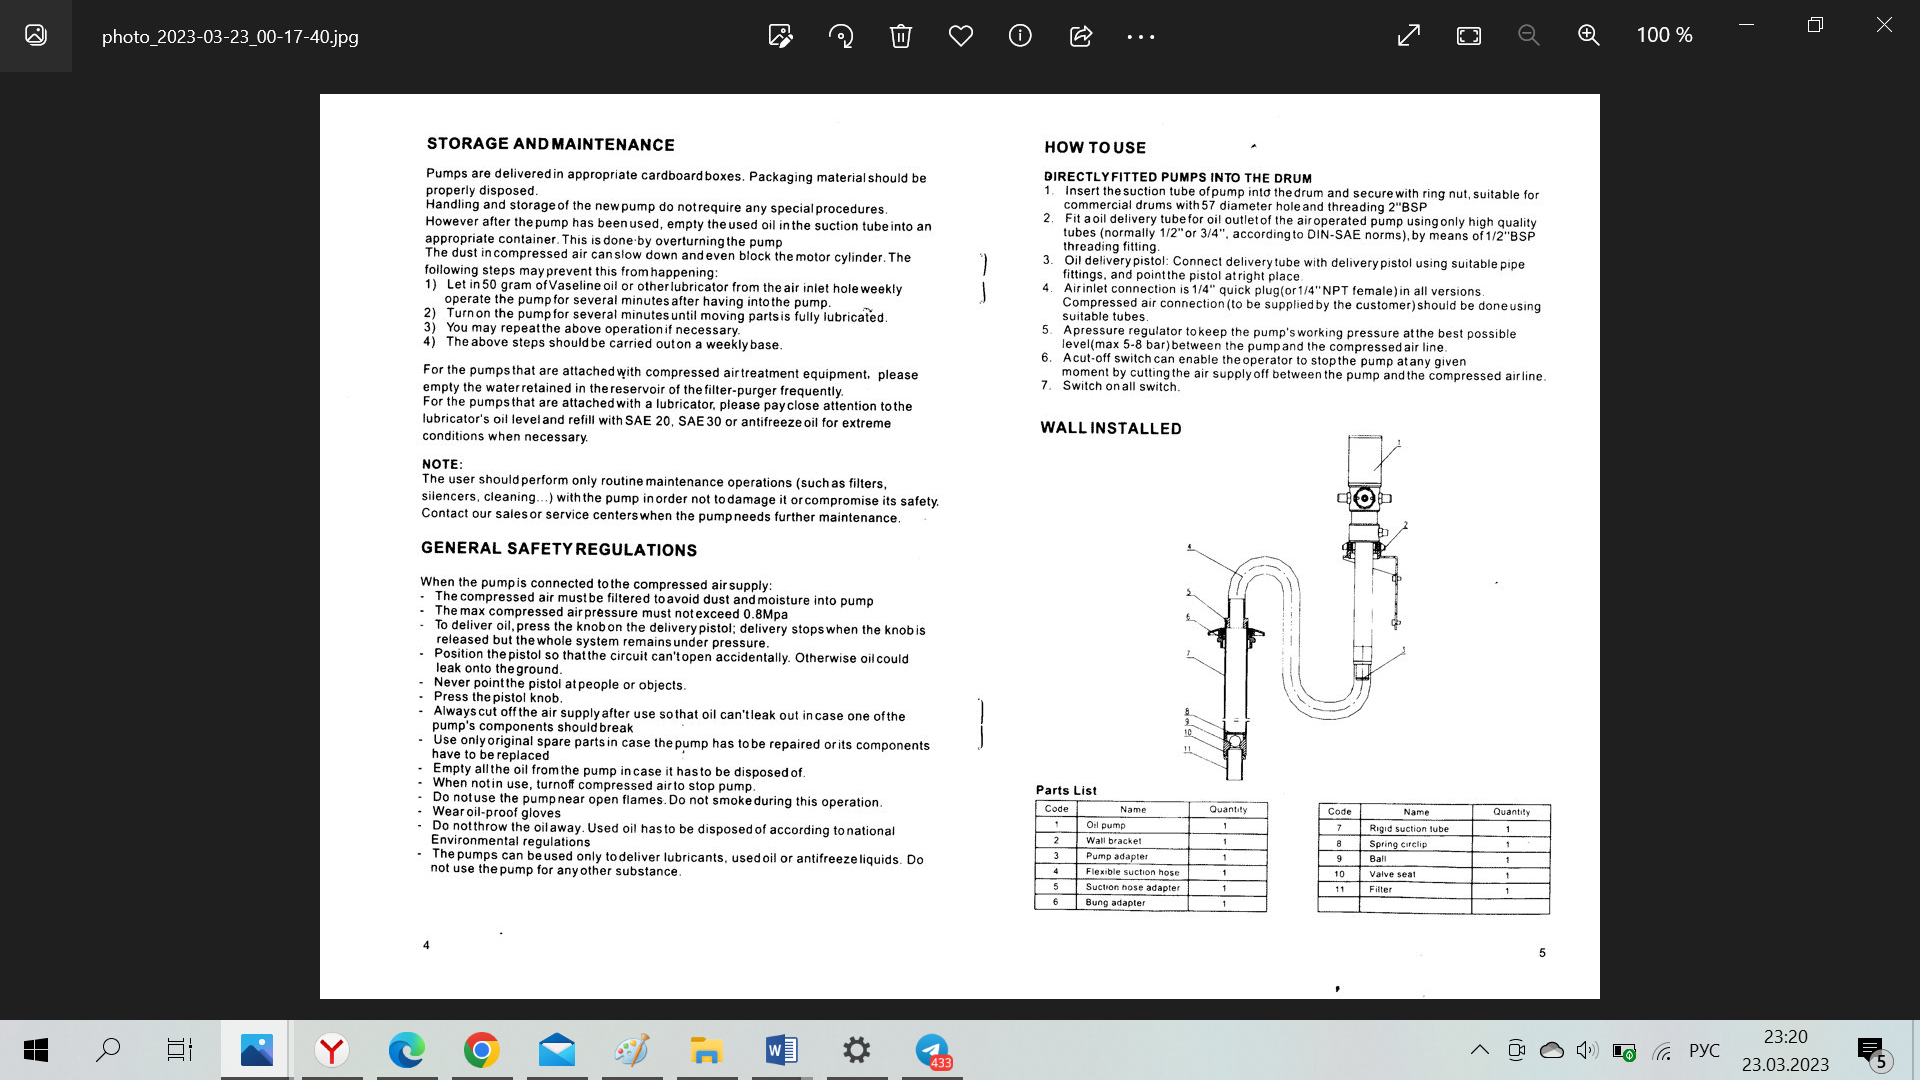 photo_2023-03-23_00-17-40.jpg
100 %
STORAGE AND MAINTENANCE
Pumps are delivered in appropriate cardboard boxes. Packaging material should be
properly disposed.
Handling and storage of the new pump do not require any special procedures.
However after the pump has been used, empty the used oil in the suction tube into an
appropriate container. This is done by overturning the pump
The dust in compressed air can slow down and even block the motor cylinder. The
following steps may prevent this from happening:
1) Let in 50 gram of Vaseline oil or other lubricator from the air inlet hole weekly
operate the pump for several minutes after having into the pump.
2) Turn on the pump for several minutes until moving parts is fully lubricated.
3) You may repeat the above operation if necessary.
4) The above steps should be carried out on a weekly base.
For the pumps that are attached with compressed air treatment equipment, please
empty the water retained in the reservoir of the filter-purger frequently.
For the pumps that are attached with a lubricator, please pay close attention to the
lubricator's oil level and refill with SAE 20, SAE 30 or antifreeze oil for extreme
conditions when necessary.
NOTE:
The user should perform only routine maintenance operations (such as filters,
silencers, cleaning...) with the pump in order not to damage it or compromise its safety.
Contact our sales or service centers when the pump needs further maintenance.
GENERAL SAFETY REGULATIONS
When the pump is connected to the compressed air supply:
- The compressed air must be filtered to avoid dust and moisture into pump
- The max compressed air pressure must not exceed 0.8Mpa
- To deliver oil, press the knob on the delivery pistol; delivery stops when the knob is
released but the whole system remains under pressure.
- Position the pistol so that the circuit can't open accidentally. Otherwise oil could
leak onto the ground.
- Never point the pistol at people or objects.
- Press the pistol knob.
- Always cut off the air supply after use so that oil can't leak out in case one of the
pump's components should break
- Use only original spare parts in case the pump has to be repaired or its components
have to be replaced
- Empty all the oil from the pump in case it has to be disposed of.
- When not in use, turn off compressed air to stop pump.
- Do not use the pump near open flames. Do not smoke during this operation.
- Wear oil-proof gloves
- Do not throw the oil away. Used oil has to be disposed of according to national
Environmental regulations
- The pumps can be used only to deliver lubricants, used oil or antifreeze liquids. Do
not use the pump for any other substance.
4
HOW TO USE
DIRECTLY FITTED PUMPS INTO THE DRUM
1. Insert the suction tube of pump into the drum and secure with ring nut, suitable for
commercial drums with 57 diameter hole and threading 2"BSP
2. Fit a oil delivery tube for oil outlet of the air operated pump using only high quality
tubes (normally 1/2" or 3/4", according to DIN-SAE norms), by means of 1/2"BSP
threading fitting.
3. Oil delivery pistol: Connect delivery tube with delivery pistol using suitable pipe
fittings, and point the pistol at right place.
4. Air inlet connection is 1/4" quick plug(or 1/4" NPT female) in all versions.
Compressed air connection (to be supplied by the customer) should be done using
suitable tubes.
5. A pressure regulator to keep the pump's working pressure at the best possible
level(max 5-8 bar) between the pump and the compressed air line.
6. A cut-off switch can enable the operator to stop the pump at any given
moment by cutting the air supply off between the pump and the compressed air line.
7. Switch on all switch.
WALL INSTALLED
1
2
4
5
6
7
3
8
9
10
11
Parts List
Code Name Quantity
1 Oil pump 1
2 Wall bracket 1
3 Pump adapter 1
4 Flexible suction hose 1
5 Suction hose adapter 1
6 Bung adapter 1
Code Name Quantity
7 Rigid suction tube 1
8 Spring circlip 1
9 Ball 1
10 Valve seat 1
11 Filter 1
5
433
РУС
23:20
23.03.2023
5